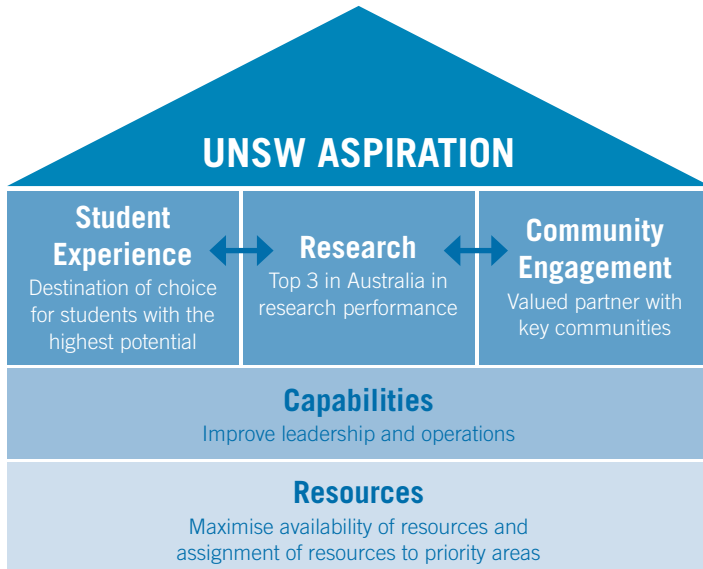 UNSW ASPIRATION
Student
Experience
Destination of choice
for students with the
highest potential
Research
Top 3 in Australia in
research performance
Community
Engagement
Valued partner with
key communities
Capabilities
Improve leadership and operations
Resources
Maximise availability of resources and
assignment of resources to priority areas